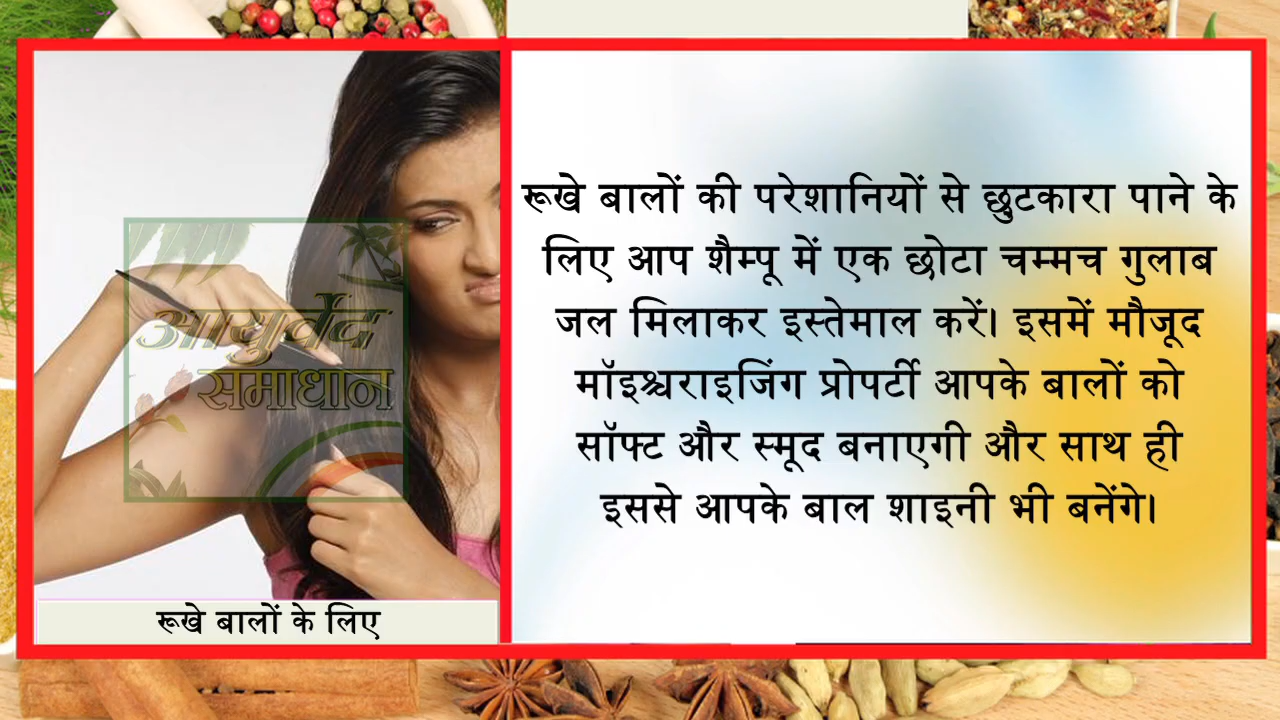 आयुर्वेद
समाधान
रूखे बालों के लिए
रूखे बालों की परेशानियों से छुटकारा पाने के
लिए आप शैम्पू में एक छोटा चम्मच गुलाब
जल मिलाकर इस्तेमाल करें। इसमें मौजूद
मॉइश्चराइजिंग प्रोपर्टी आपके बालों को
सॉफ्ट और स्मूद बनाएगी और साथ ही
इससे आपके बाल शाइनी भी बनेंगे।